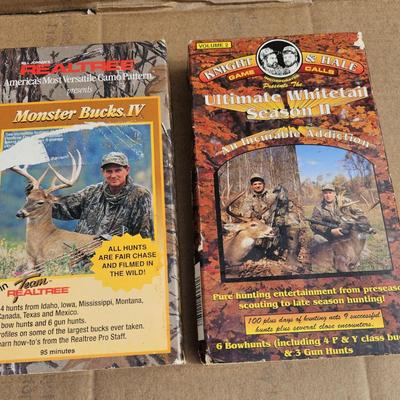 BILL JORDAN'S
REALTREE
America's Most Versatile Camo Pattern
presents
Monster Bucks IV
ALL HUNTS
ARE FAIR CHASE
AND FILMED IN
THE WILD!
in Team
REALTREE
4 hunts from Idaho, Iowa, Mississippi, Montana,
Canada, Texas and Mexico.
bow hunts and 6 gun hunts.
profiles on some of the largest bucks ever taken.
earn how-to's from the Realtree Pro Staff.
95 minutes
VOLUME 2
KNIGHT & HALE
GAME CALLS
Presents The
Ultimate Whitetail
Season II
An Incurable Addiction
Pure hunting entertainment from preseason
scouting to late season hunting!
100 plus days of hunting nets 9 successful
hunts plus several close encounters.
6 Bowhunts (including 4 P & Y class bucks)
& 3 Gun Hunts